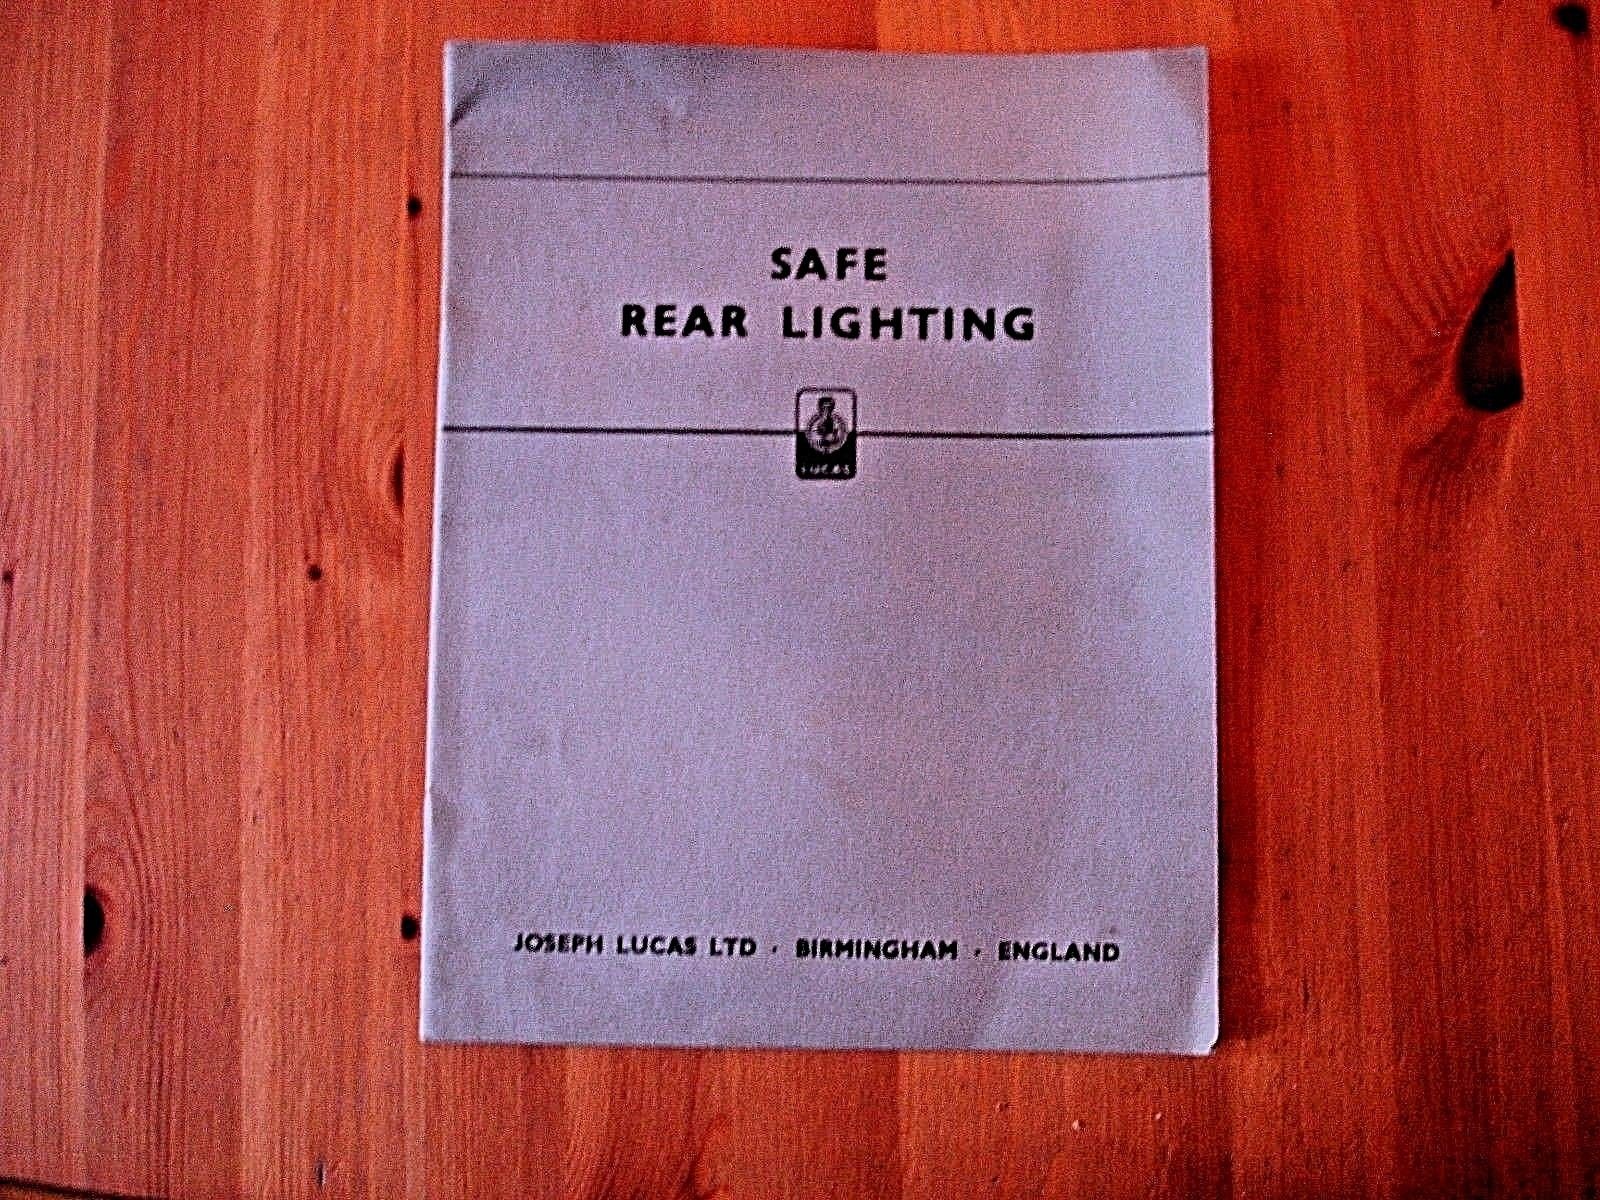 SAFE
REAR LIGHTING
LUCAS
JOSEPH LUCAS LTD · BIRMINGHAM · ENGLAND